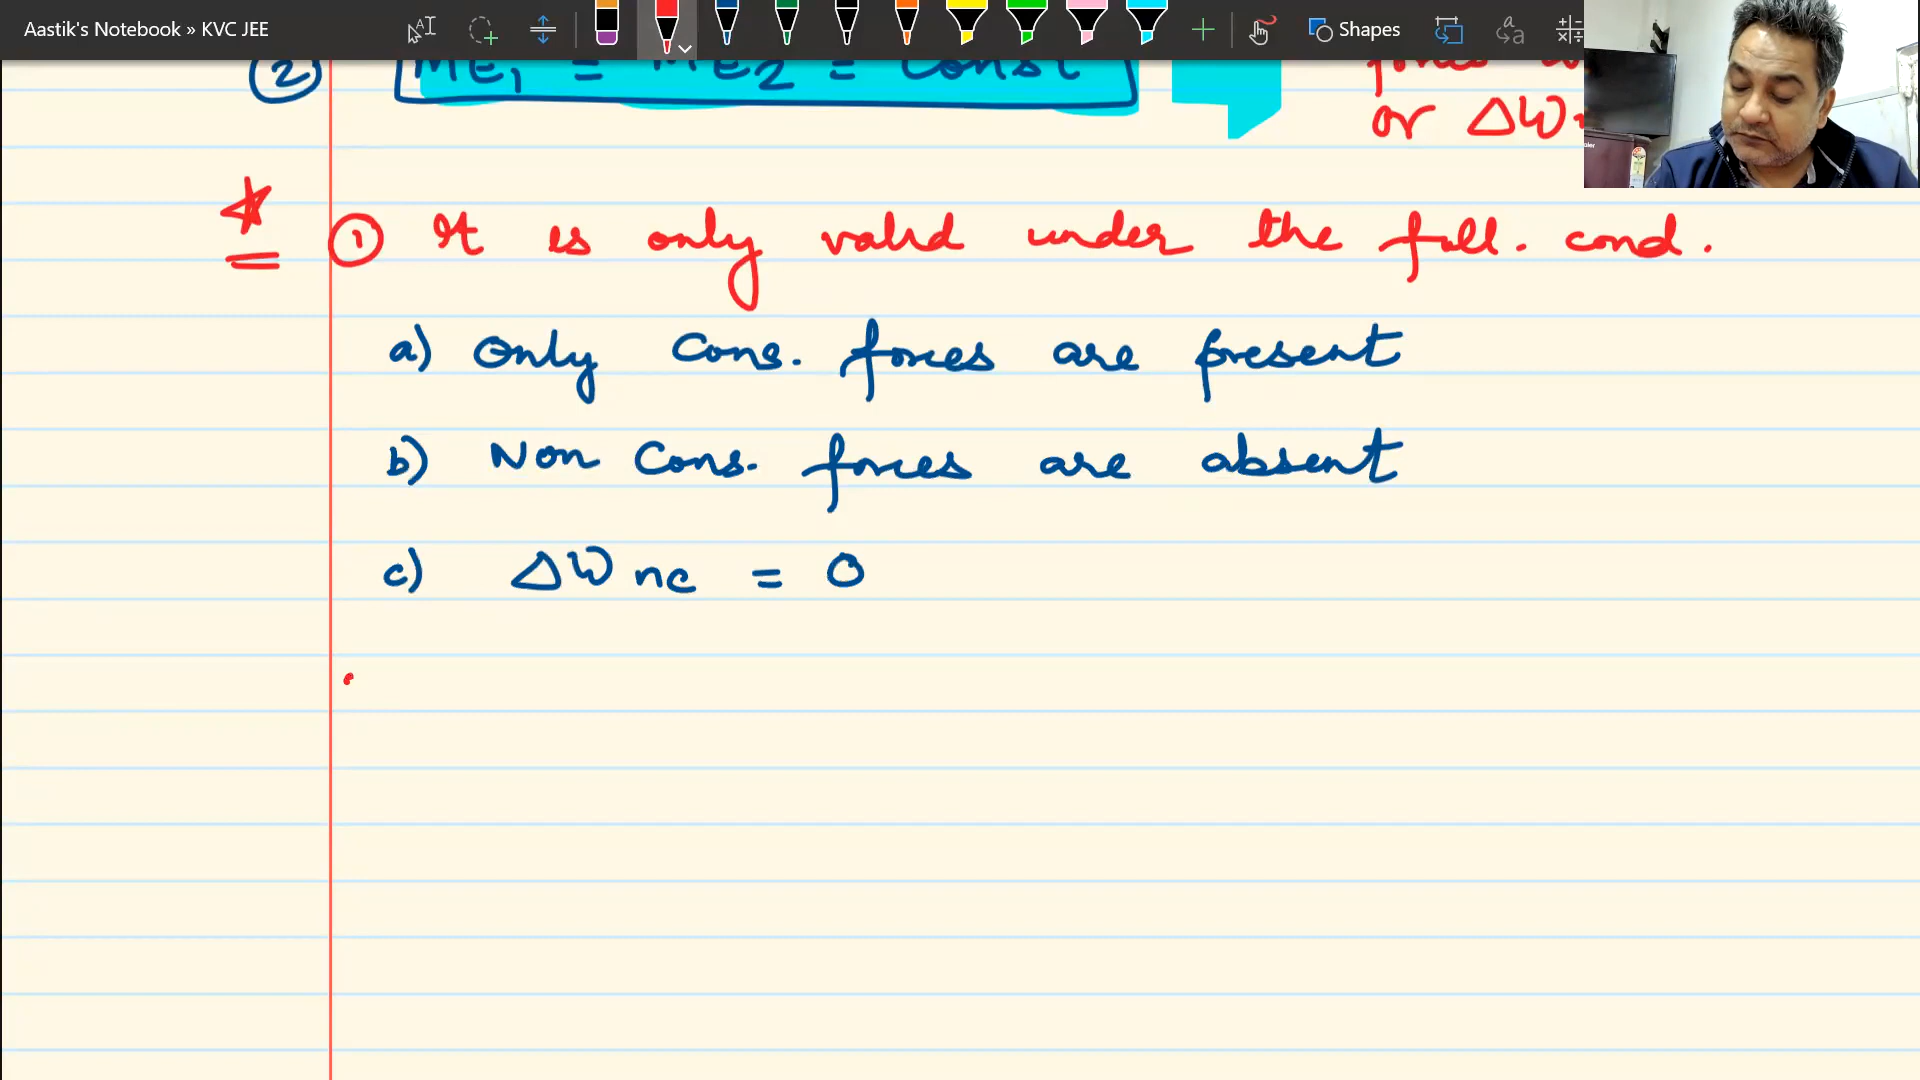 Aastik's Notebook » KVC JEE
Shapes
② ME₁ = ME₂ = Const
or ΔW
① It is only valid under the foll. cond.
a) Only Cons. forces are present
b) Non Cons. forces are absent
c) ΔW nc = 0